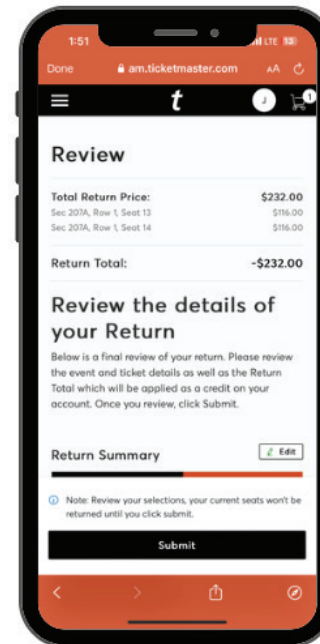 1:51
LTE 13
Done
am.ticketmaster.com
AA
t
J
1
Review
Total Return Price: $232.00
Sec 207A, Row 1, Seat 13 $116.00
Sec 207A, Row 1, Seat 14 $116.00
Return Total: -$232.00
Review the details of
your Return
Below is a final review of your return. Please review
the event and ticket details as well as the Return
Total which will be applied as a credit on your
account. Once you review, click Submit.
Return Summary
Edit
Note: Review your selections, your current seats won't be
returned until you click submit.
Submit